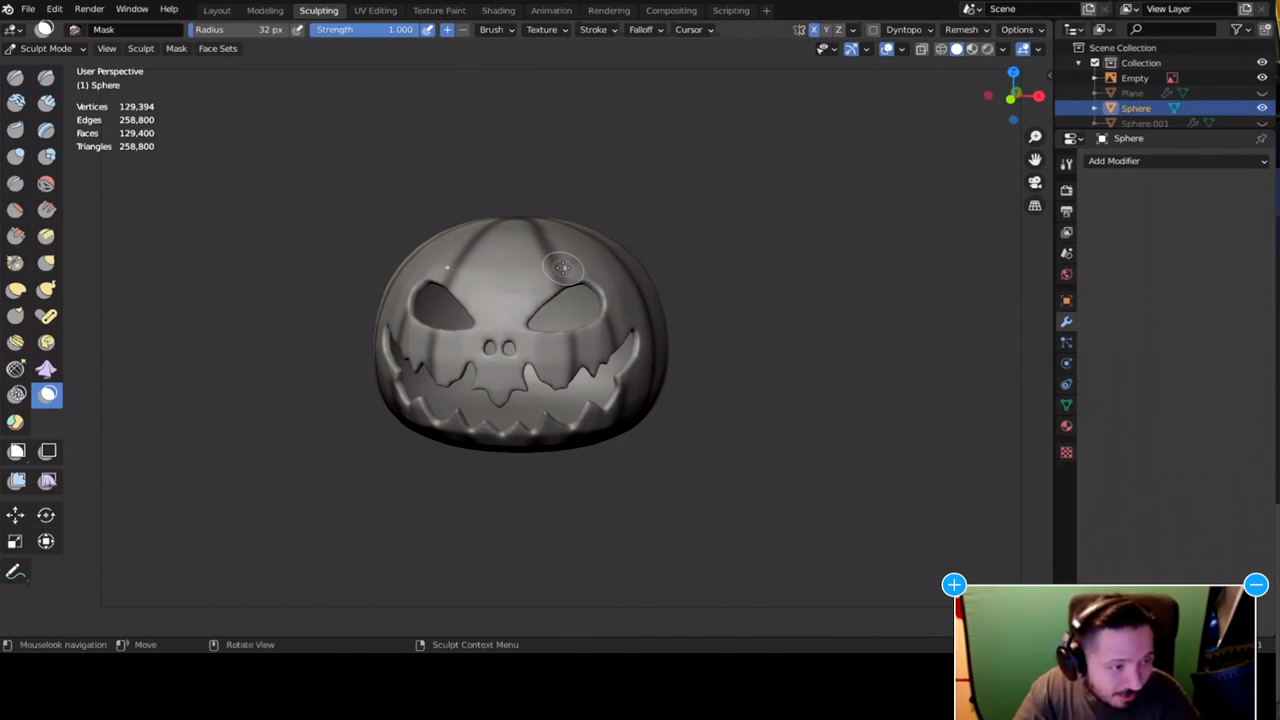 File Edit Render Window Help Layout Modeling Sculpting UV Editing Texture Paint Shading Animation Rendering Compositing Scripting + Scene View Layer
Mask Radius 32 px Strength 1.000 + − Brush Texture Stroke Falloff Cursor X Y Z Dyntopo Remesh Options
Sculpt Mode View Sculpt Mask Face Sets
Scene Collection
Collection
Empty
Plane
Sphere
Sphere.001
User Perspective
(1) Sphere
Vertices 129,394
Edges 258,800
Faces 129,400
Triangles 258,800
Z
Sphere
Add Modifier
Mouselook navigation Move Rotate View Sculpt Context Menu